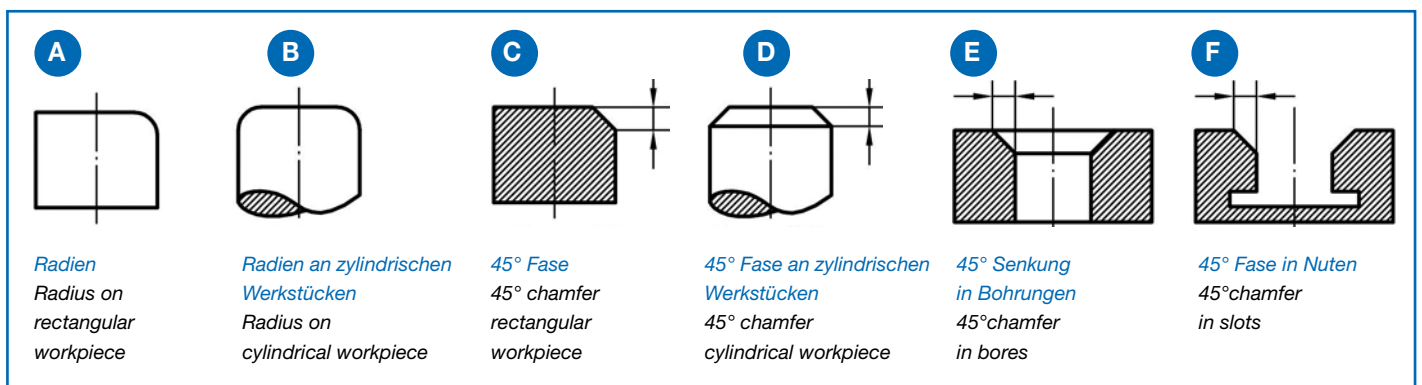 A
Radien
Radius on
rectangular
workpiece
B
Radien an zylindrischen
Werkstücken
Radius on
cylindrical workpiece
C
45° Fase
45° chamfer
rectangular
workpiece
D
45° Fase an zylindrischen
Werkstücken
45° chamfer
cylindrical workpiece
E
45° Senkung
in Bohrungen
45°chamfer
in bores
F
45° Fase in Nuten
45°chamfer
in slots